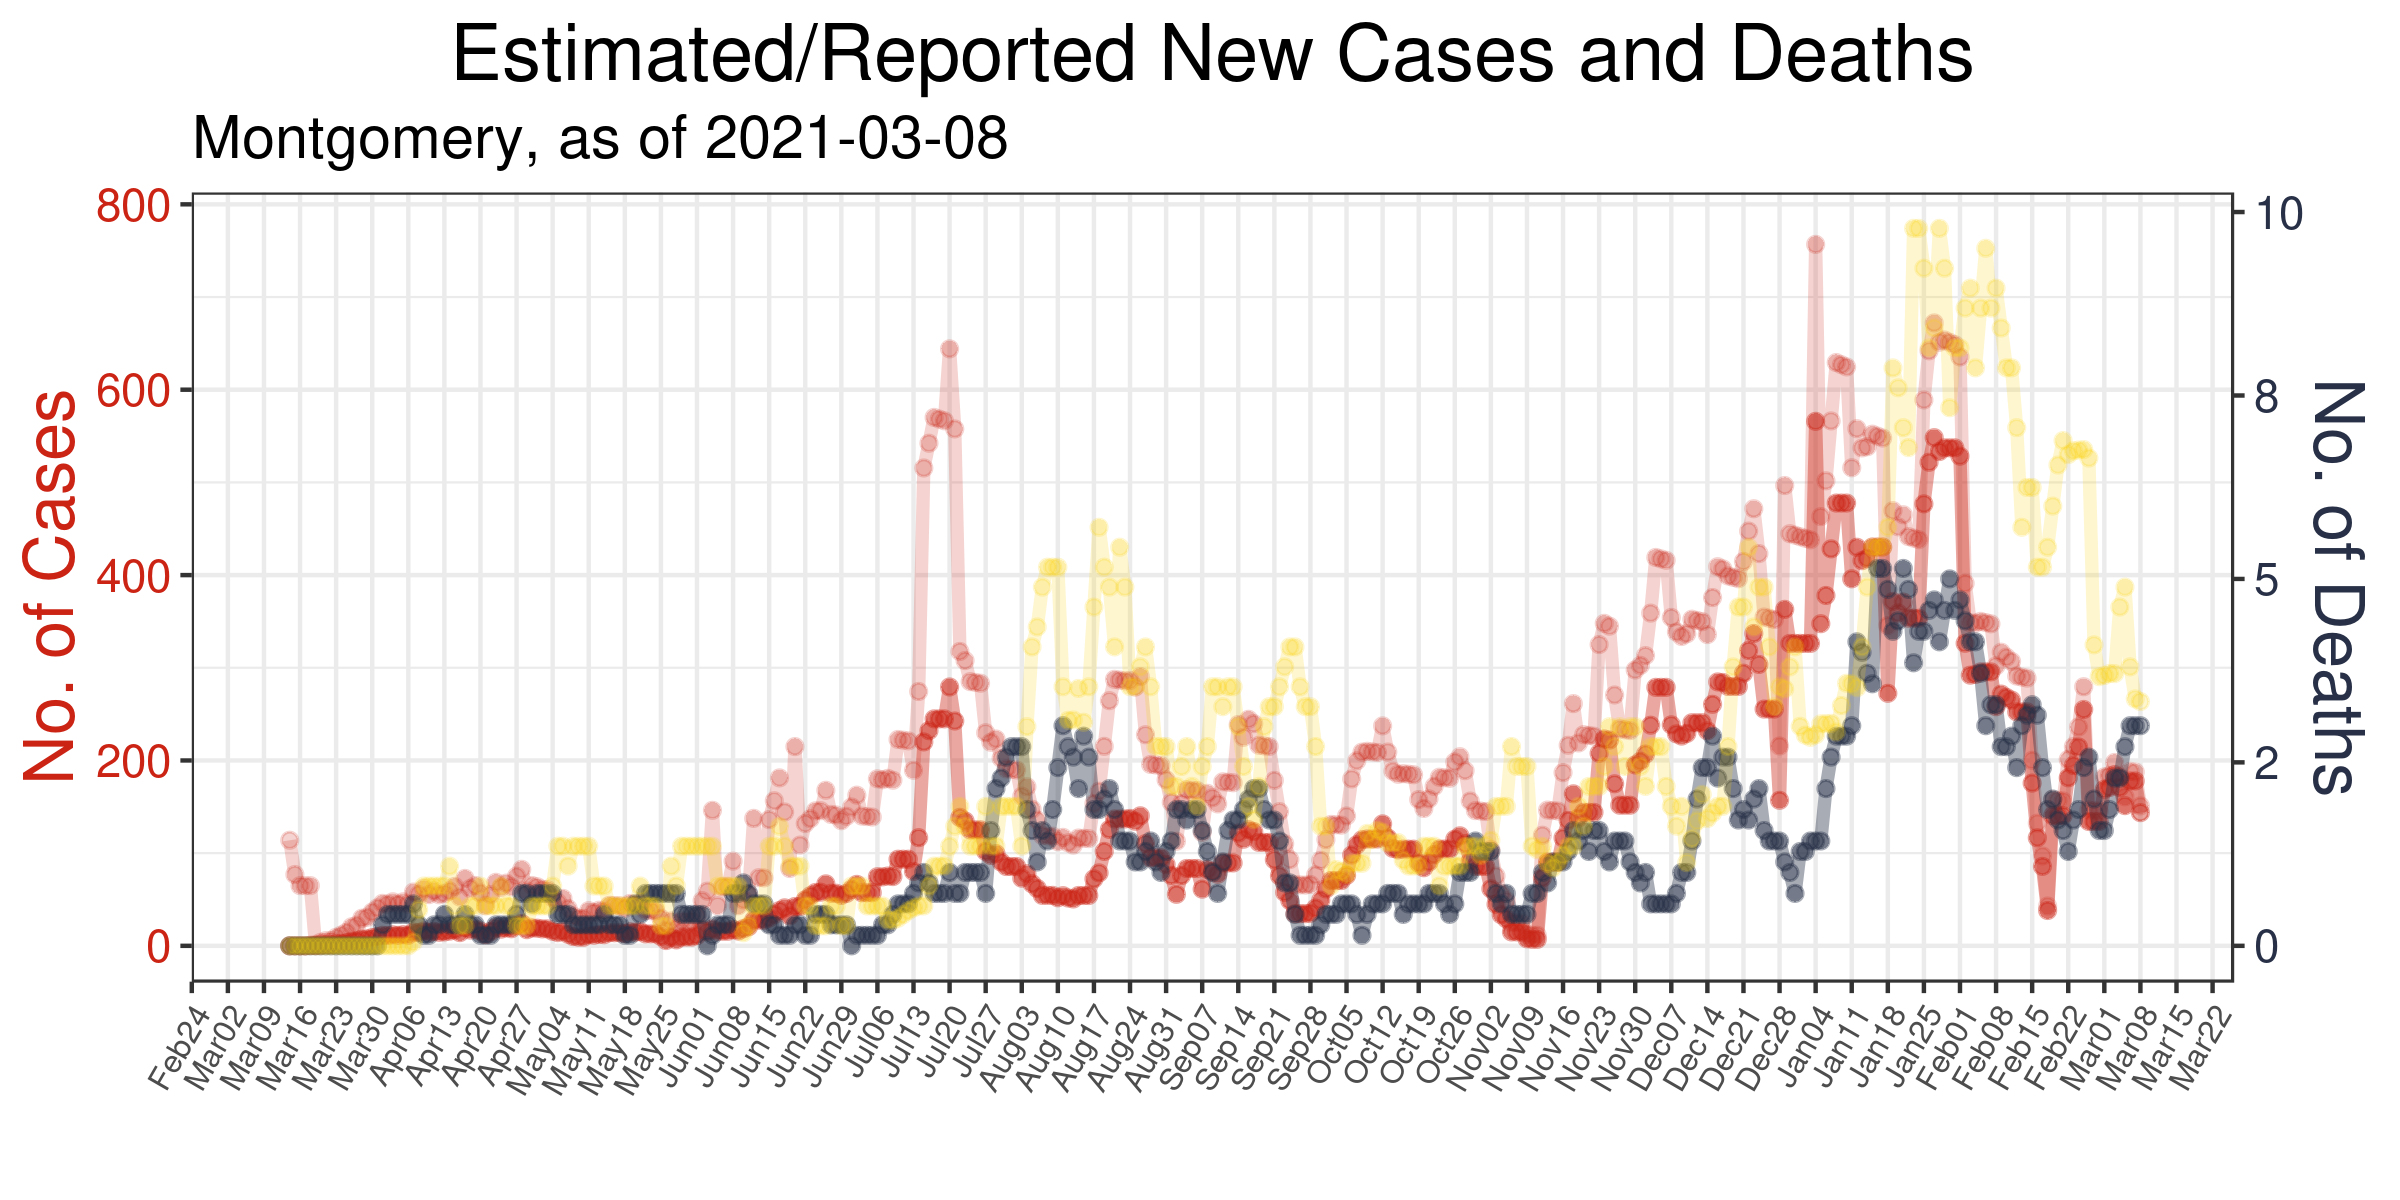 Estimated/Reported New Cases and Deaths
Montgomery, as of 2021-03-08
No. of Cases
800
600
400
200
0
No. of Deaths
10
8
5
2
0
Feb24
Mar02
Mar09
Mar16
Mar23
Mar30
Apr06
Apr13
Apr20
Apr27
May04
May11
May18
May25
Jun01
Jun08
Jun15
Jun22
Jun29
Jul06
Jul13
Jul20
Jul27
Aug03
Aug10
Aug17
Aug24
Aug31
Sep07
Sep14
Sep21
Sep28
Oct05
Oct12
Oct19
Oct26
Nov02
Nov09
Nov16
Nov23
Nov30
Dec07
Dec14
Dec21
Dec28
Jan04
Jan11
Jan18
Jan25
Feb01
Feb08
Feb15
Feb22
Mar01
Mar08
Mar15
Mar22